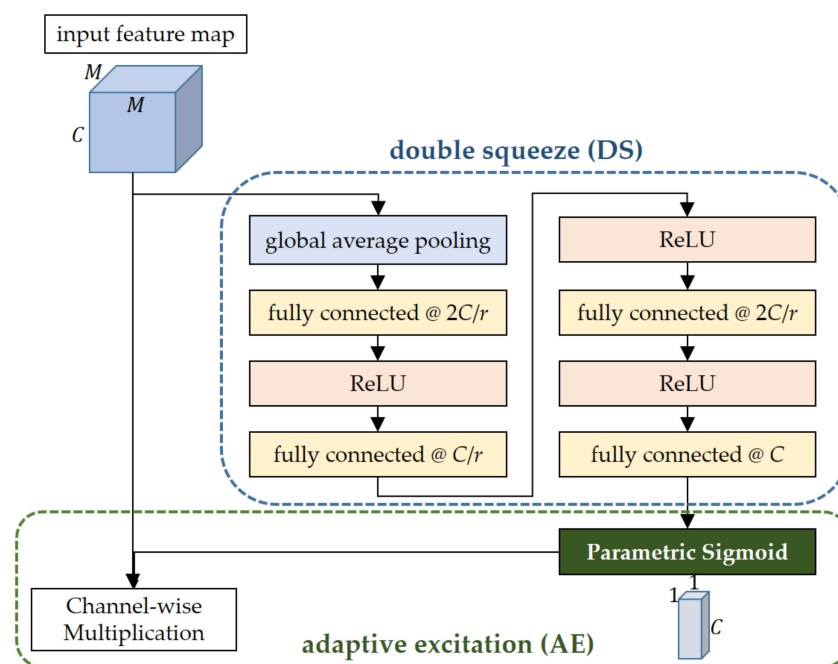 input feature map
M
M
C
double squeeze (DS)
global average pooling
fully connected @ 2C/r
ReLU
fully connected @ C/r
ReLU
fully connected @ 2C/r
ReLU
fully connected @ C
Parametric Sigmoid
1
1
C
Channel-wise
Multiplication
adaptive excitation (AE)